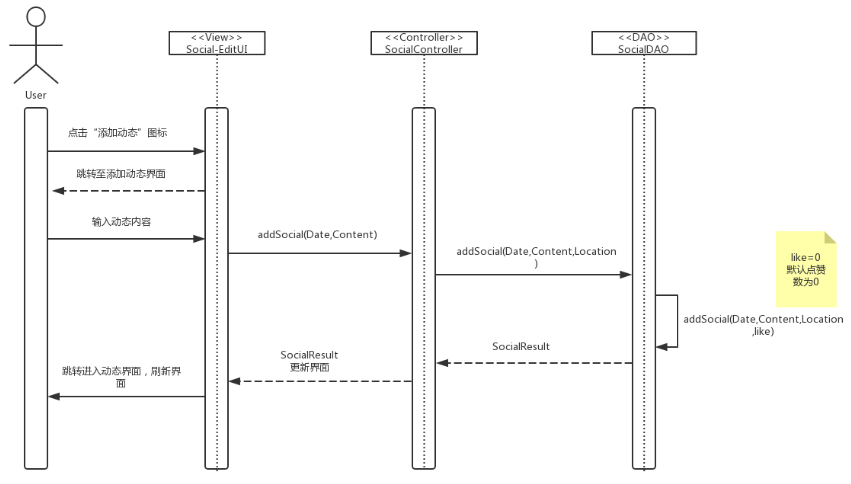 <<View>>
Social-EditUI
<<Controller>>
SocialController
<<DAO>>
SocialDAO
User
点击“添加动态”图标
跳转至添加动态界面
输入动态内容
addSocial(Date,Content)
addSocial(Date,Content,Location
)
like=0
默认点赞
数为0
addSocial(Date,Content,Location
,like)
SocialResult
SocialResult
更新界面
跳转进入动态界面，刷新界
面